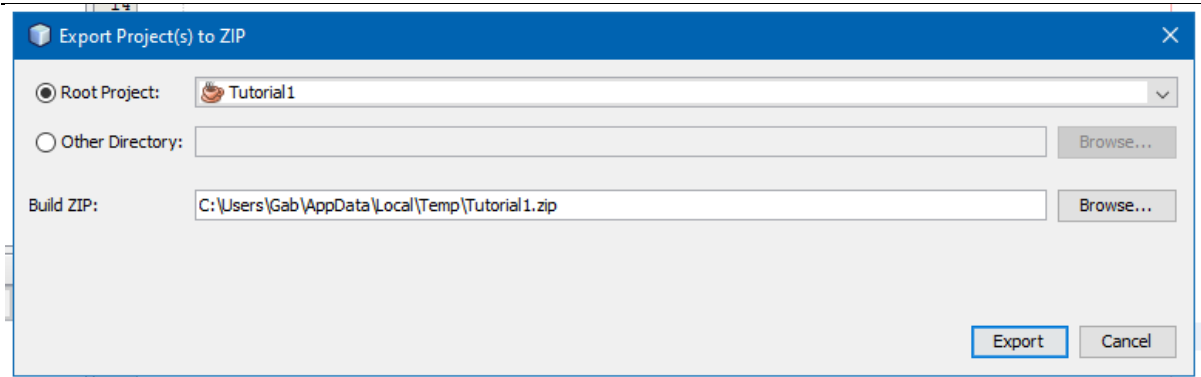 14
Export Project(s) to ZIP
Root Project: Tutorial1
Other Directory: Browse...
Build ZIP: C:\Users\Gab\AppData\Local\Temp\Tutorial1.zip Browse...
Export Cancel